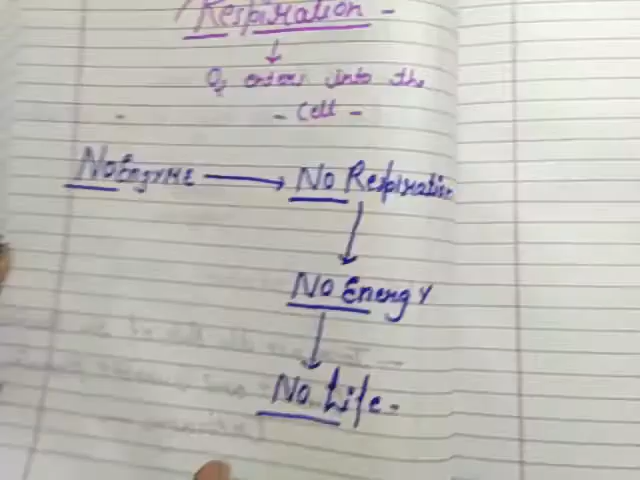 Respiration -
↓
O2 enters into the
- Cell -
No Enzyme → No Respiration
↓
No Energy
↓
No Life -